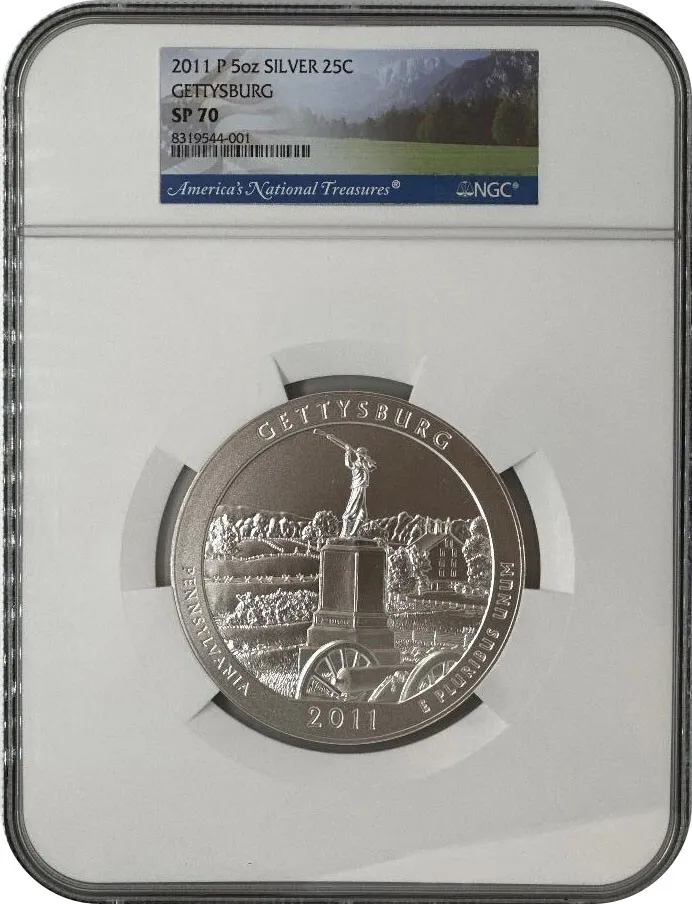 2011 P 5oz SILVER 25C
GETTYSBURG
SP 70
8319544-001
America's National Treasures®
NGC®
GETTYSBURG
PENNSYLVANIA
2011
E PLURIBUS UNUM